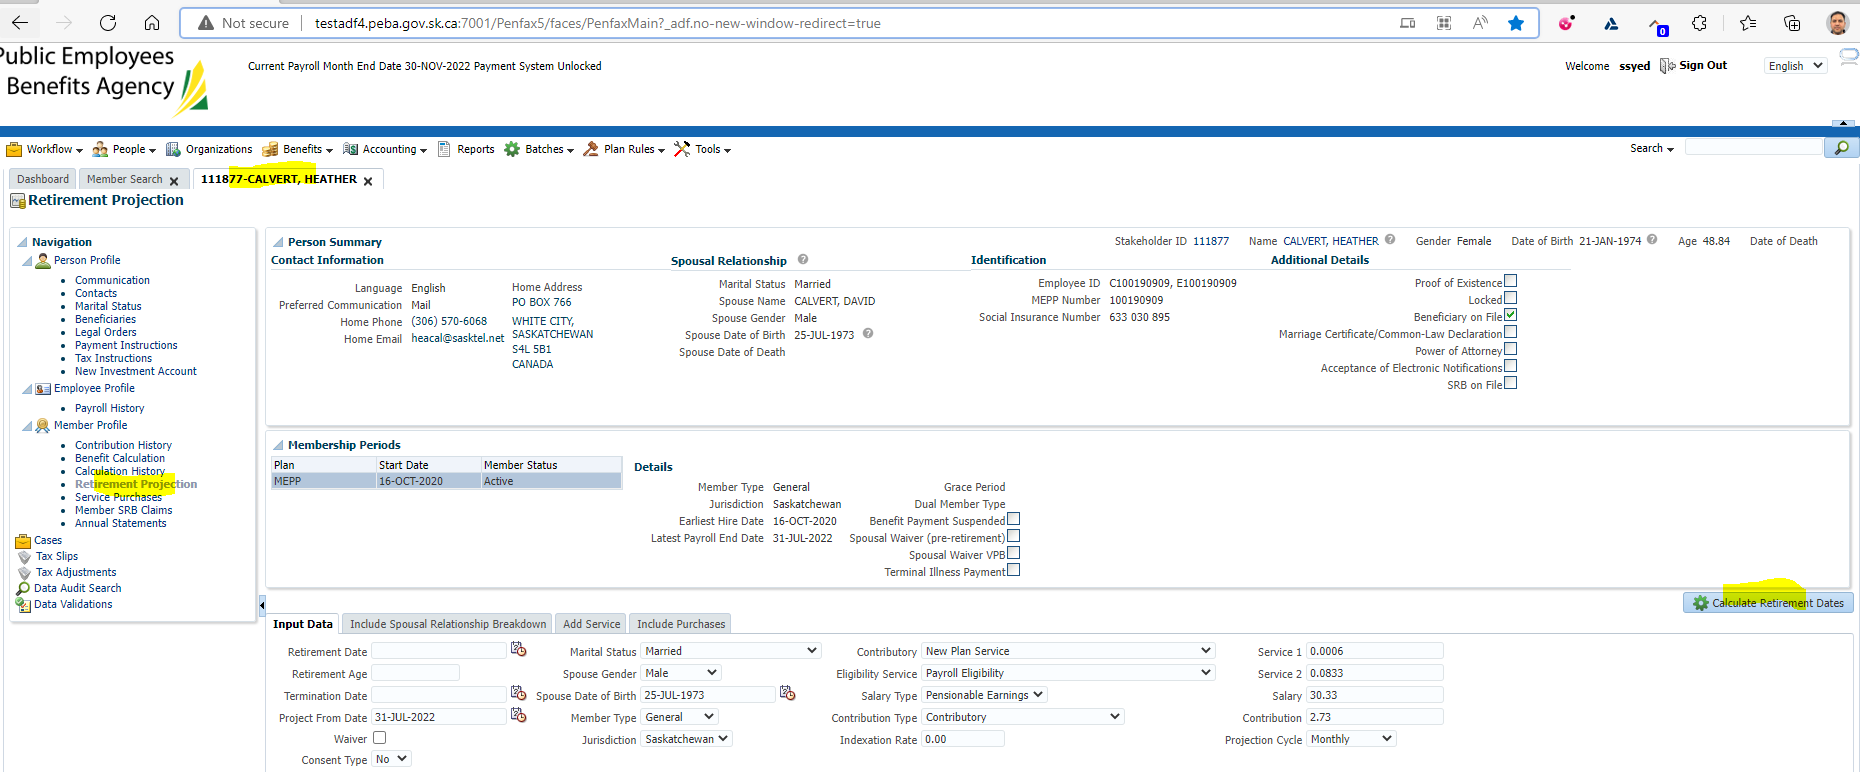 Not secure
testadf4.peba.gov.sk.ca:7001/Penfax5/faces/PenfaxMain?_adf.no-new-window-redirect=true
0
Public Employees
Benefits Agency
Current Payroll Month End Date 30-NOV-2022 Payment System Unlocked
Welcome ssyed Sign Out English
Workflow People Organizations Benefits Accounting Reports Batches Plan Rules Tools Search
Dashboard Member Search 111877-CALVERT, HEATHER
Retirement Projection
Navigation
Person Profile
Communication
Contacts
Marital Status
Beneficiaries
Legal Orders
Payment Instructions
Tax Instructions
New Investment Account
Employee Profile
Payroll History
Member Profile
Contribution History
Benefit Calculation
Calculation History
Retirement Projection
Service Purchases
Member SRB Claims
Annual Statements
Cases
Tax Slips
Tax Adjustments
Data Audit Search
Data Validations
Person Summary
Stakeholder ID 111877 Name CALVERT, HEATHER Gender Female Date of Birth 21-JAN-1974 Age 48.84 Date of Death
Contact Information
Language English
Preferred Communication Mail
Home Phone (306) 570-6068
Home Email heacal@sasktel.net
Home Address
PO BOX 766
WHITE CITY,
SASKATCHEWAN
S4L 5B1
CANADA
Spousal Relationship
Marital Status Married
Spouse Name CALVERT, DAVID
Spouse Gender Male
Spouse Date of Birth 25-JUL-1973
Spouse Date of Death
Identification
Employee ID C100190909, E100190909
MEPP Number 100190909
Social Insurance Number 633 030 895
Additional Details
Proof of Existence
Locked
Beneficiary on File
Marriage Certificate/Common-Law Declaration
Power of Attorney
Acceptance of Electronic Notifications
SRB on File
Membership Periods
Plan Start Date Member Status
MEPP 16-OCT-2020 Active
Details
Member Type General
Jurisdiction Saskatchewan
Earliest Hire Date 16-OCT-2020
Latest Payroll End Date 31-JUL-2022
Grace Period
Dual Member Type
Benefit Payment Suspended
Spousal Waiver (pre-retirement)
Spousal Waiver VPB
Terminal Illness Payment
Calculate Retirement Dates
Input Data Include Spousal Relationship Breakdown Add Service Include Purchases
Retirement Date
Retirement Age
Termination Date
Project From Date 31-JUL-2022
Waiver
Consent Type No
Marital Status Married
Spouse Gender Male
Spouse Date of Birth 25-JUL-1973
Member Type General
Jurisdiction Saskatchewan
Contributory New Plan Service
Eligibility Service Payroll Eligibility
Salary Type Pensionable Earnings
Contribution Type Contributory
Indexation Rate 0.00
Service 1 0.0006
Service 2 0.0833
Salary 30.33
Contribution 2.73
Projection Cycle Monthly